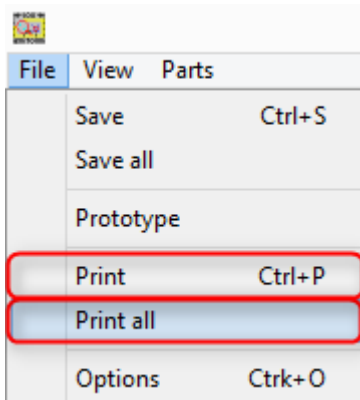 File View Parts
Save Ctrl+S
Save all
Prototype
Print Ctrl+P
Print all
Options Ctrk+O